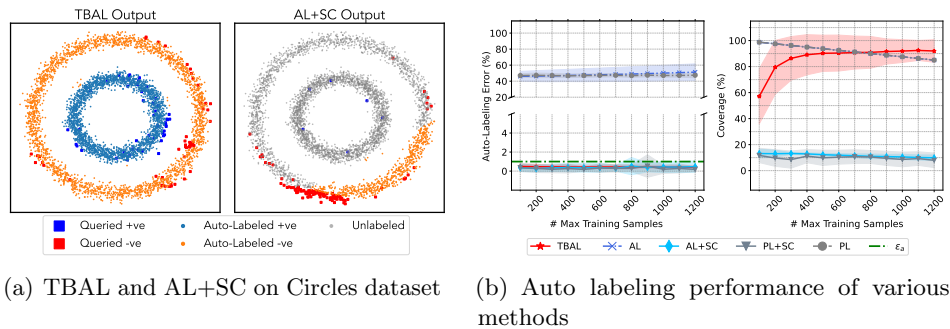 TBAL Output
AL+SC Output
Queried +ve
Auto-Labeled +ve
Unlabeled
Queried -ve
Auto-Labeled -ve
Auto-Labeling Error (%)
100
80
60
40
20
4
2
0
200
400
600
800
1000
1200
# Max Training Samples
Coverage (%)
100
80
60
40
20
0
200
400
600
800
1000
1200
# Max Training Samples
TBAL
AL
AL+SC
PL+SC
PL
εa
(a) TBAL and AL+SC on Circles dataset
(b) Auto labeling performance of various
methods